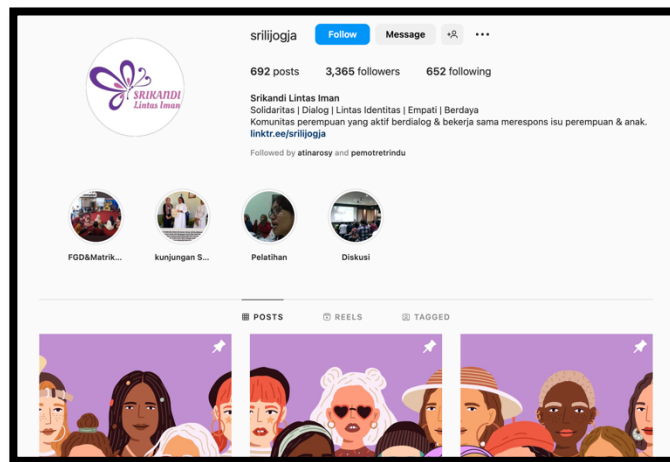 srilijogja Follow Message
692 posts 3,365 followers 652 following
SRIKANDI
Lintas Iman
Srikandi Lintas Iman
Solidaritas | Dialog | Lintas Identitas | Empati | Berdaya
Komunitas perempuan yang aktif berdialog & bekerja sama merespons isu perempuan & anak.
linktr.ee/srilijogja
Followed by atinarosy and pemotretrindu
FGD&Matrik... kunjungan S... Pelatihan Diskusi
POSTS REELS TAGGED